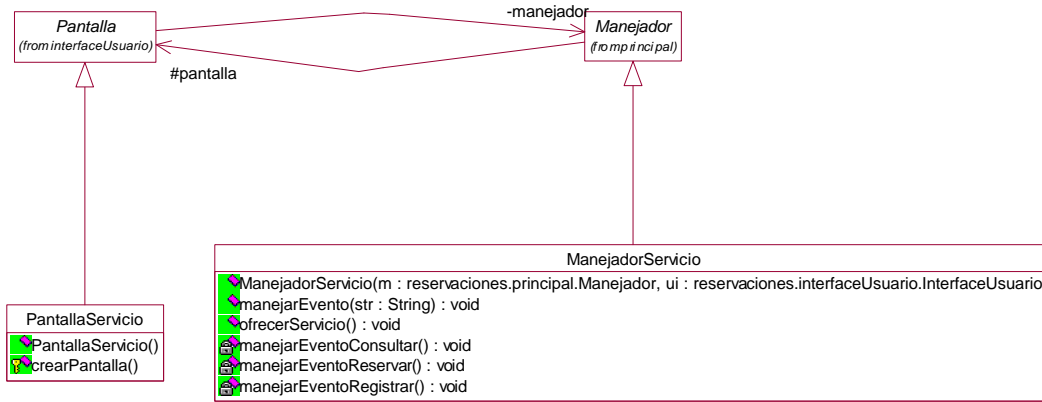 Pantalla
(from interfaceUsuario)
-manejador
Manejador
(from principal)
#pantalla
PantallaServicio
PantallaServicio()
crearPantalla()
ManejadorServicio
ManejadorServicio(m : reservaciones.principal.Manejador, ui : reservaciones.interfaceUsuario.InterfaceUsuario
manejarEvento(str : String) : void
ofrecerServicio() : void
manejarEventoConsultar() : void
manejarEventoReservar() : void
manejarEventoRegistrar() : void